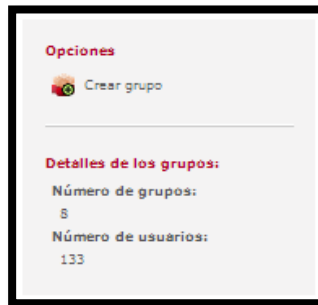 Opciones
Crear grupo
Detalles de los grupos:
Número de grupos:
8
Número de usuarios:
133